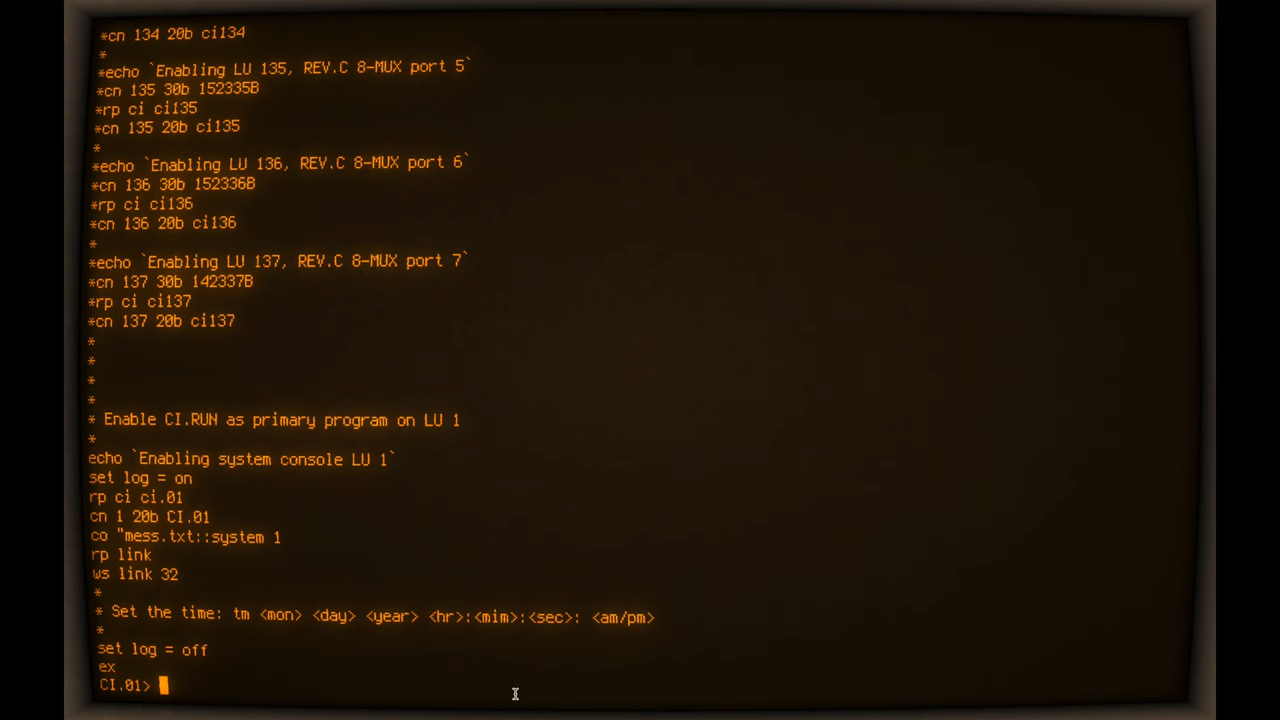 *cn 134 20b ci134
*
*echo `Enabling LU 135, REV.C 8-MUX port 5`
*cn 135 30b 152335B
*rp ci ci135
*cn 135 20b ci135
*
*echo `Enabling LU 136, REV.C 8-MUX port 6`
*cn 136 30b 152336B
*rp ci ci136
*cn 136 20b ci136
*
*echo `Enabling LU 137, REV.C 8-MUX port 7`
*cn 137 30b 142337B
*rp ci ci137
*cn 137 20b ci137
*
*
*
*
* Enable CI.RUN as primary program on LU 1
*
echo `Enabling system console LU 1`
set log = on
rp ci ci.01
cn 1 20b CI.01
co "mess.txt::system 1
rp link
ws link 32
*
* Set the time: tm <mon> <day> <year> <hr>:<mim>:<sec>: <am/pm>
*
set log = off
ex
CI.01>